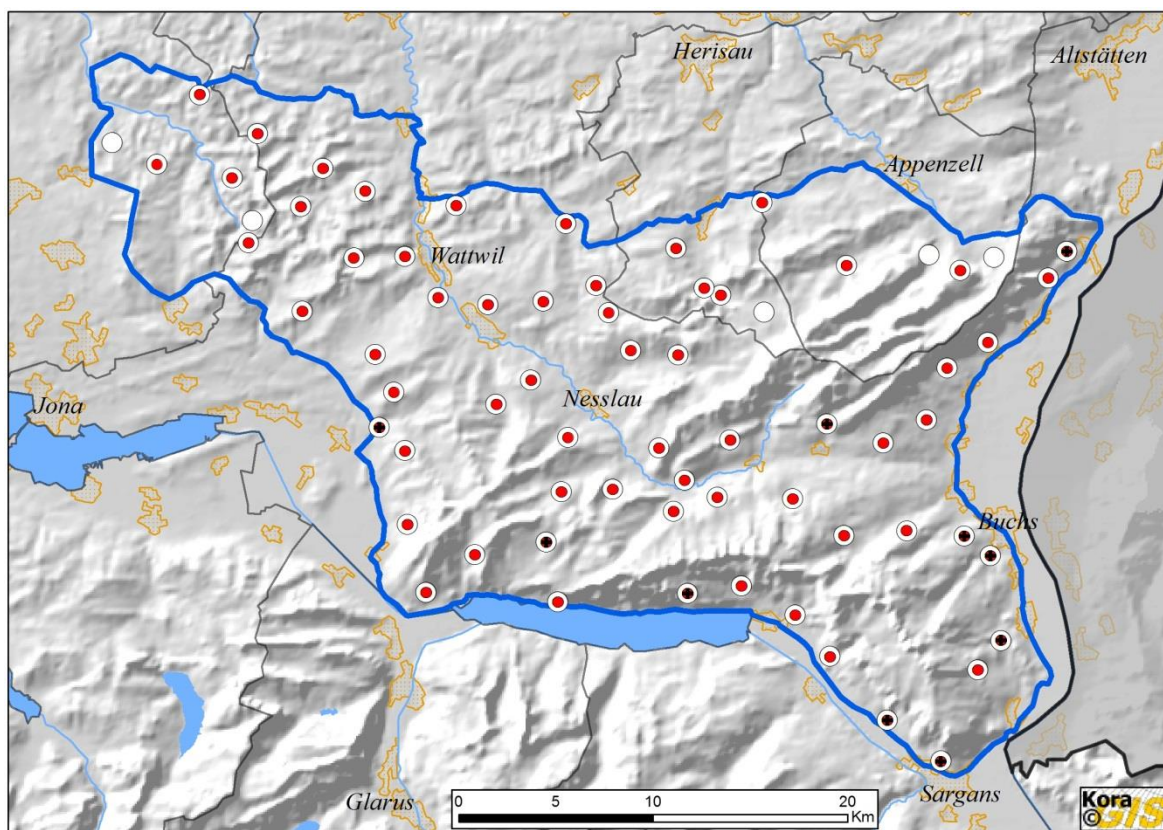 Herisau
Altstätten
Appenzell
Wattwil
Jona
Nesslau
Buchs
Glarus
Sargans
0 5 10 20
Km
Kora
© GIS